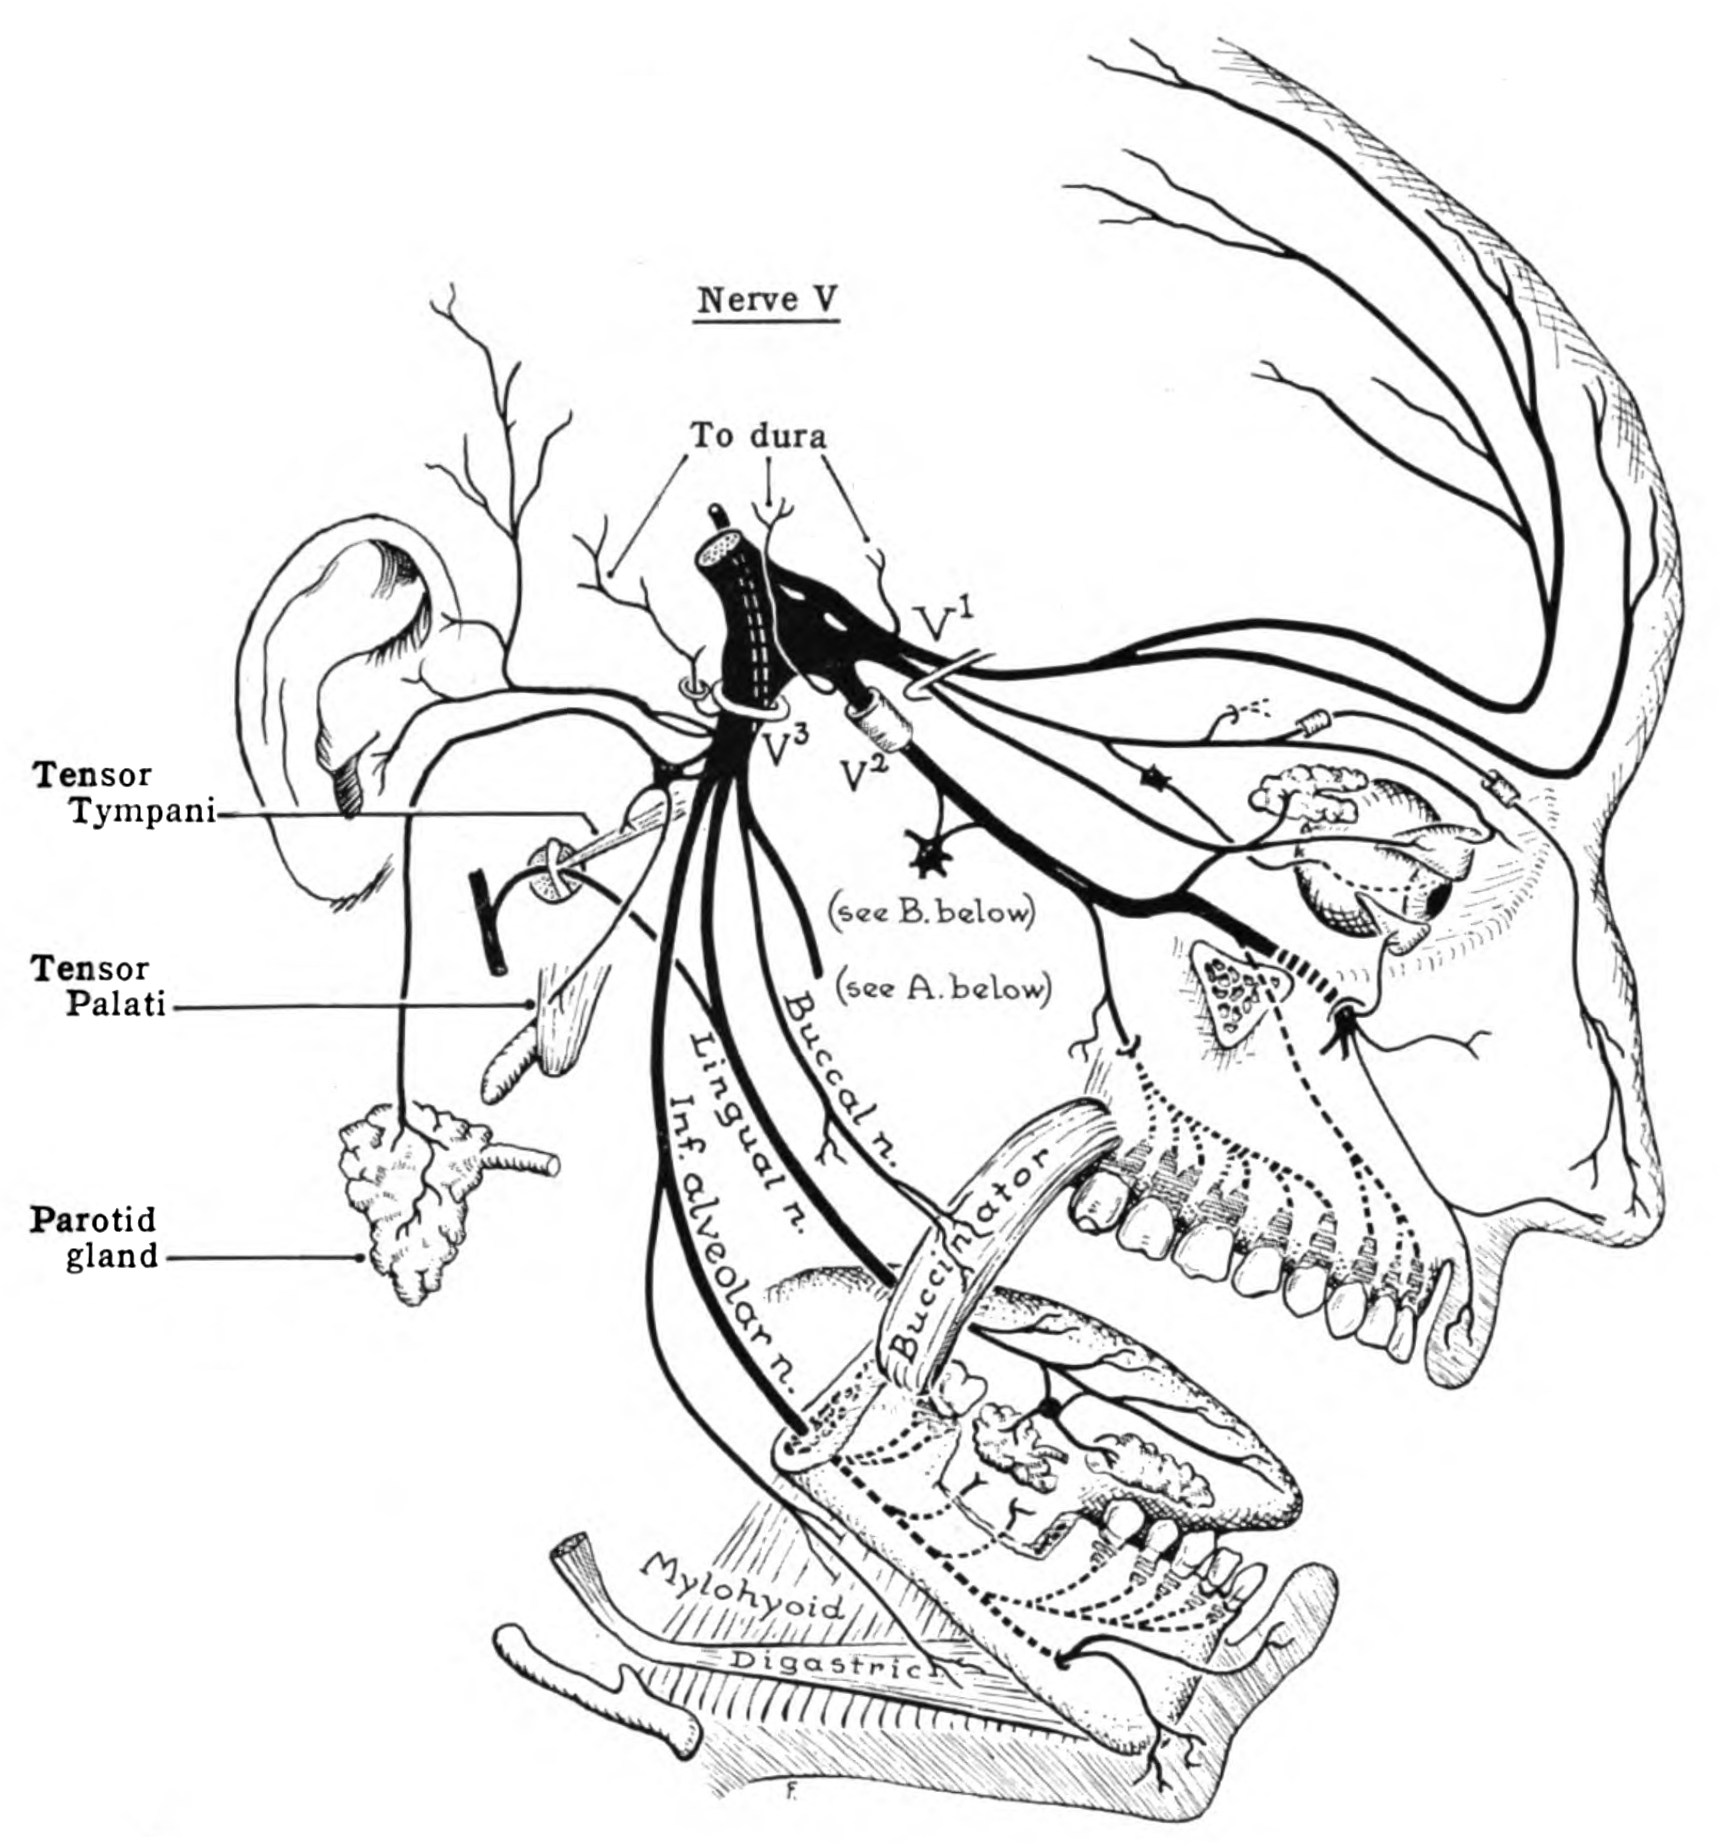 Nerve V
To dura
V¹
V³
V²
Tensor
Tympani
(see B. below)
Tensor
Palati
(see A. below)
Buccal n.
Lingual n.
Inf. alveolar n.
Parotid
gland
Buccinator
Mylohyoid
Digastric
F.